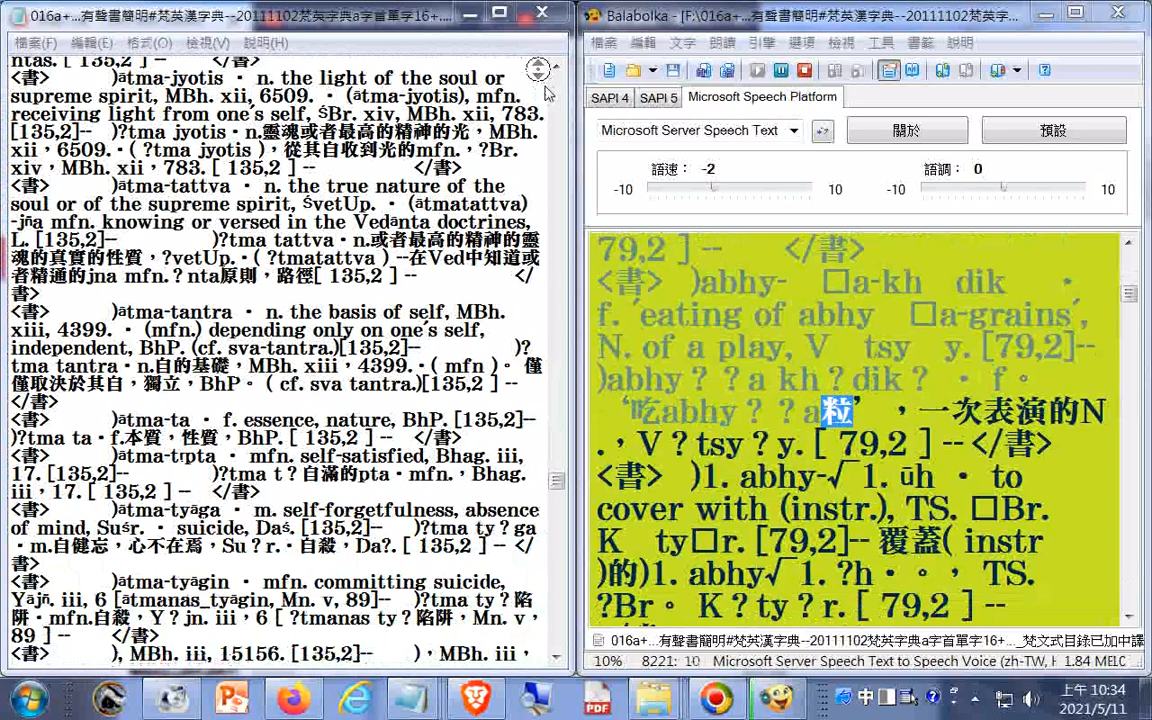 016a+...有聲書簡明#梵英漢字典--20111102梵英字典a字首單字16+...
檔案(F) 編輯(E) 格式(O) 檢視(V) 說明(H)
ntas. [ 135,2] -- </書>
<書> )ātma-jyotis · n. the light of the soul or
supreme spirit, MBh. xii, 6509. · (ātma-jyotis), mfn.
receiving light from one's self, ŚBr. xiv, MBh. xii, 783.
[135,2]-- )?tma jyotis · n.靈魂或者最高的精神的光，MBh.
xii，6509.·( ?tma jyotis )，從其自收到光的mfn.，?Br.
xiv，MBh. xii，783. [ 135,2 ] -- </書>
<書> )ātma-tattva · n. the true nature of the
soul or of the supreme spirit, ŚvetUp. · (ātmatattva)
-jña mfn. knowing or versed in the Vedānta doctrines,
L. [135,2]-- )?tma tattva·n.或者最高的精神的靈
魂的真實的性質，?vetUp.·( ?tmatattva ) --在Ved中知道或
者精通的jna mfn.？nta原則，路徑[ 135,2 ] -- </
書>
<書> )ātma-tantra · n. the basis of self, MBh.
xiii, 4399. · (mfn.) depending only on one's self,
independent, BhP. (cf. sva-tantra.)[135,2]-- )?
tma tantra·n.自的基礎，MBh. xiii，4399.·( mfn )。 僅
僅取決於其自，獨立，BhP。 ( cf. sva tantra.)[ 135,2 ] --
</書>
<書> )ātma-ta · f. essence, nature, BhP. [135,2]--
)?tma ta·f.本質，性質，BhP. [ 135,2 ] -- </書>
<書> )ātma-tṛpta · mfn. self-satisfied, Bhag. iii,
17. [135,2]-- )?tma t？自滿的pta·mfn.，Bhag.
iii，17. [ 135,2 ] -- </書>
<書> )ātma-tyāga · m. self-forgetfulness, absence
of mind, Suśr. · suicide, Daś. [135,2]-- )?tma ty？ga
·m.自健忘，心不在焉，Su？r.·自殺，Da?. [ 135,2 ] -- </
書>
<書> )ātma-tyāgin · mfn. committing suicide,
Yājñ. iii, 6 [ātmanas_tyāgin, Mn. v, 89]-- )?tma ty？陷
阱·mfn.自殺，Y？jn. iii，6 [ ?tmanas ty？陷阱，Mn. v，
89 ] -- </書>
<書> ), MBh. iii, 15156. [135,2]-- )，MBh. iii，
Balabolka - [F:\016a+...有聲書簡明#梵英漢字典--20111102梵英字...
檔案 編輯 文字 朗讀 引擎 選項 檢視 工具 書籤 說明
SAPI 4 SAPI 5 Microsoft Speech Platform
Microsoft Server Speech Text 關於 預設
語速： -2 語調： 0
-10 10 -10 10
79,2 ] -- </書>
<書> )abhy- □a-kh dik ·
f. 'eating of abhy □a-grains',
N. of a play, V tsy y. [79,2]--
)abhy？？a kh？dik？ ·f。
‘吃abhy？？a粒’，一次表演的N
.，V？tsy？y. [ 79,2 ] --</書>
<書> )1. abhy-√1. ūh · to
cover with (instr.), TS. □Br.
K ty□r. [79,2]-- 覆蓋( instr
)的)1. abhy√1. ?h·。，TS.
?Br。 K？ty？r. [ 79,2 ] --
016a+...有聲書簡明#梵英漢字典--20111102梵英字典a字首單字16+..._梵文式目錄已加中譯
10% 8221: 10 Microsoft Server Speech Text to Speech Voice (zh-TW, H 1.84 MELC
中
上午 10:34
2021/5/11